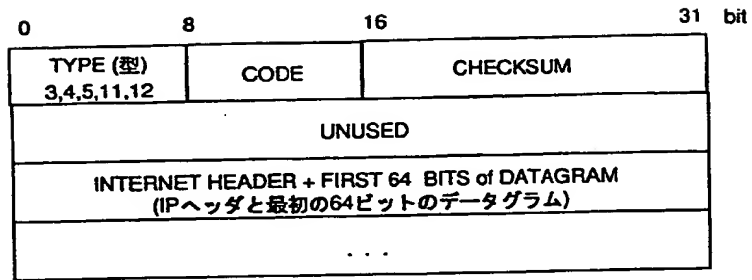 0 8 16 31 bit
TYPE (型)
3,4,5,11,12
CODE
CHECKSUM
UNUSED
INTERNET HEADER + FIRST 64 BITS of DATAGRAM
(IPヘッダと最初の64ビットのデータグラム)
...